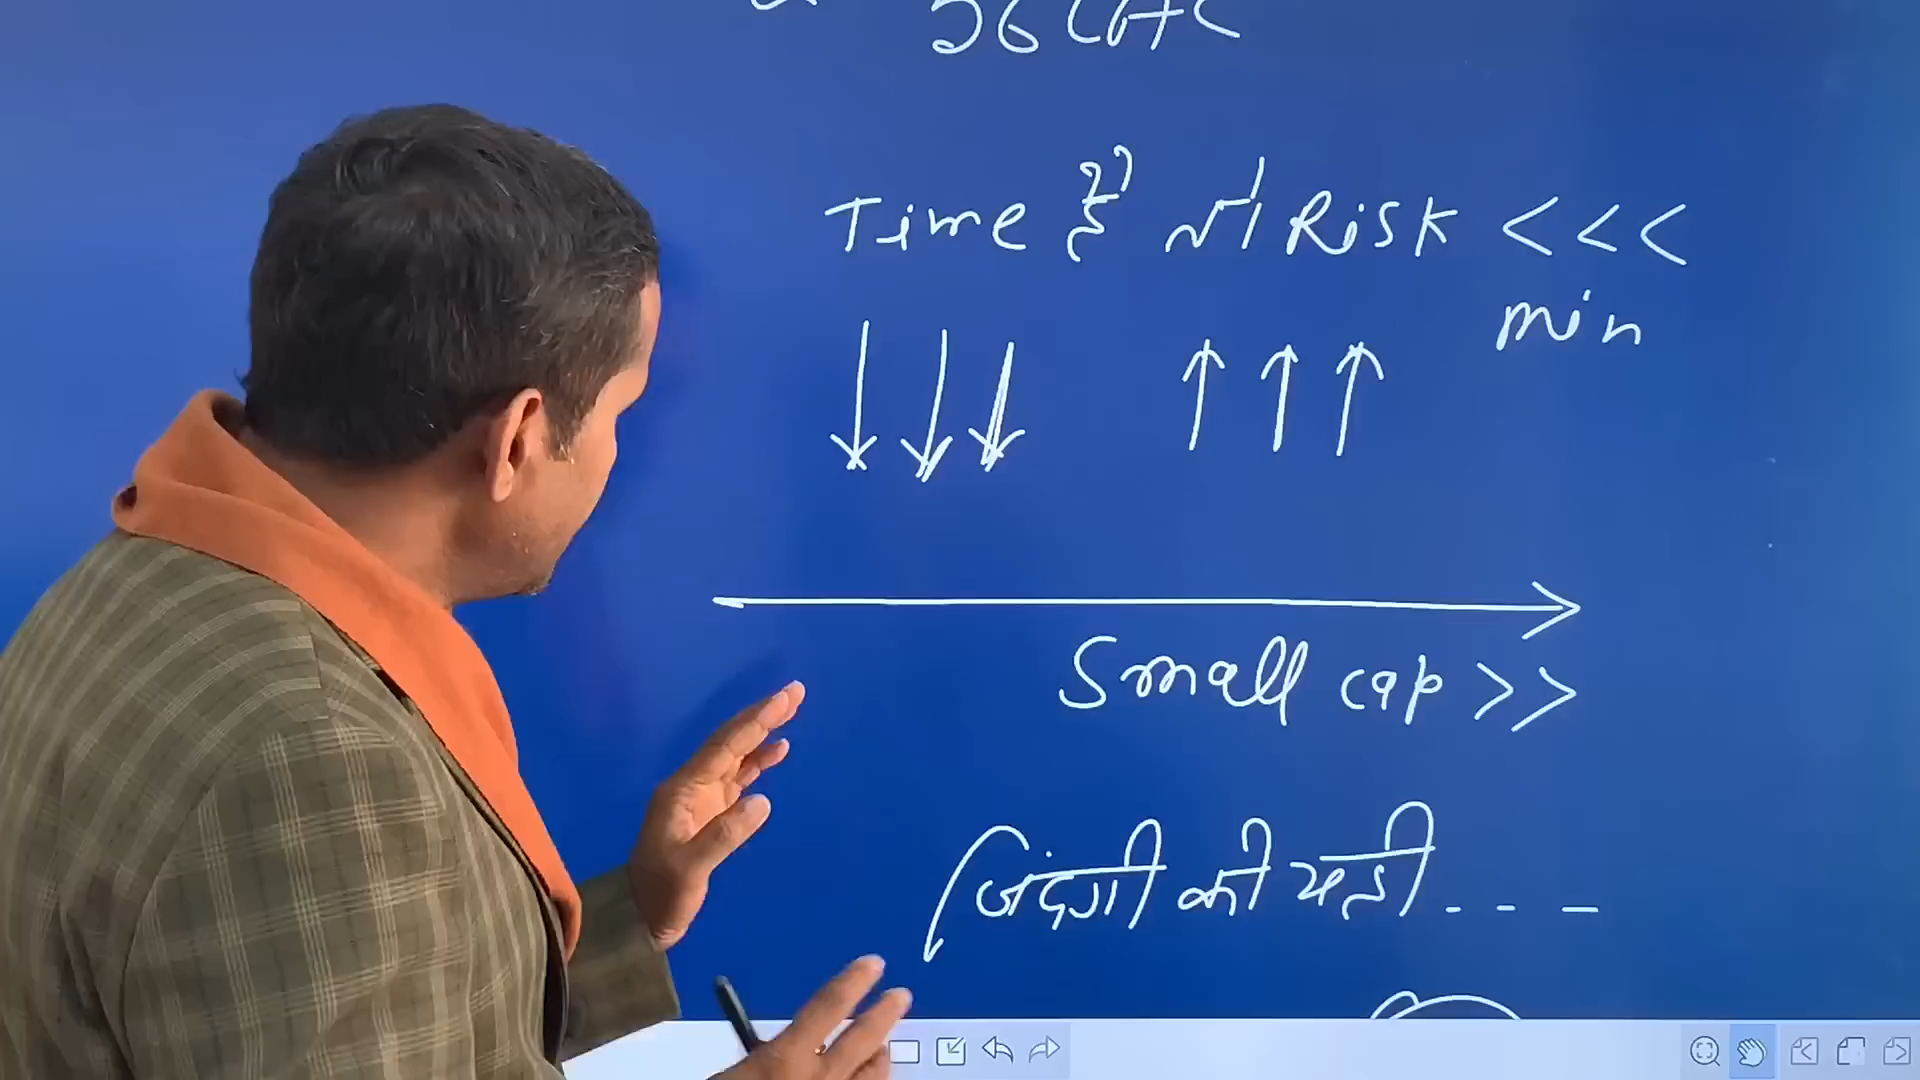 Time है तो Risk <<<
min
Small cap >>
जिंदगी की यही - - -